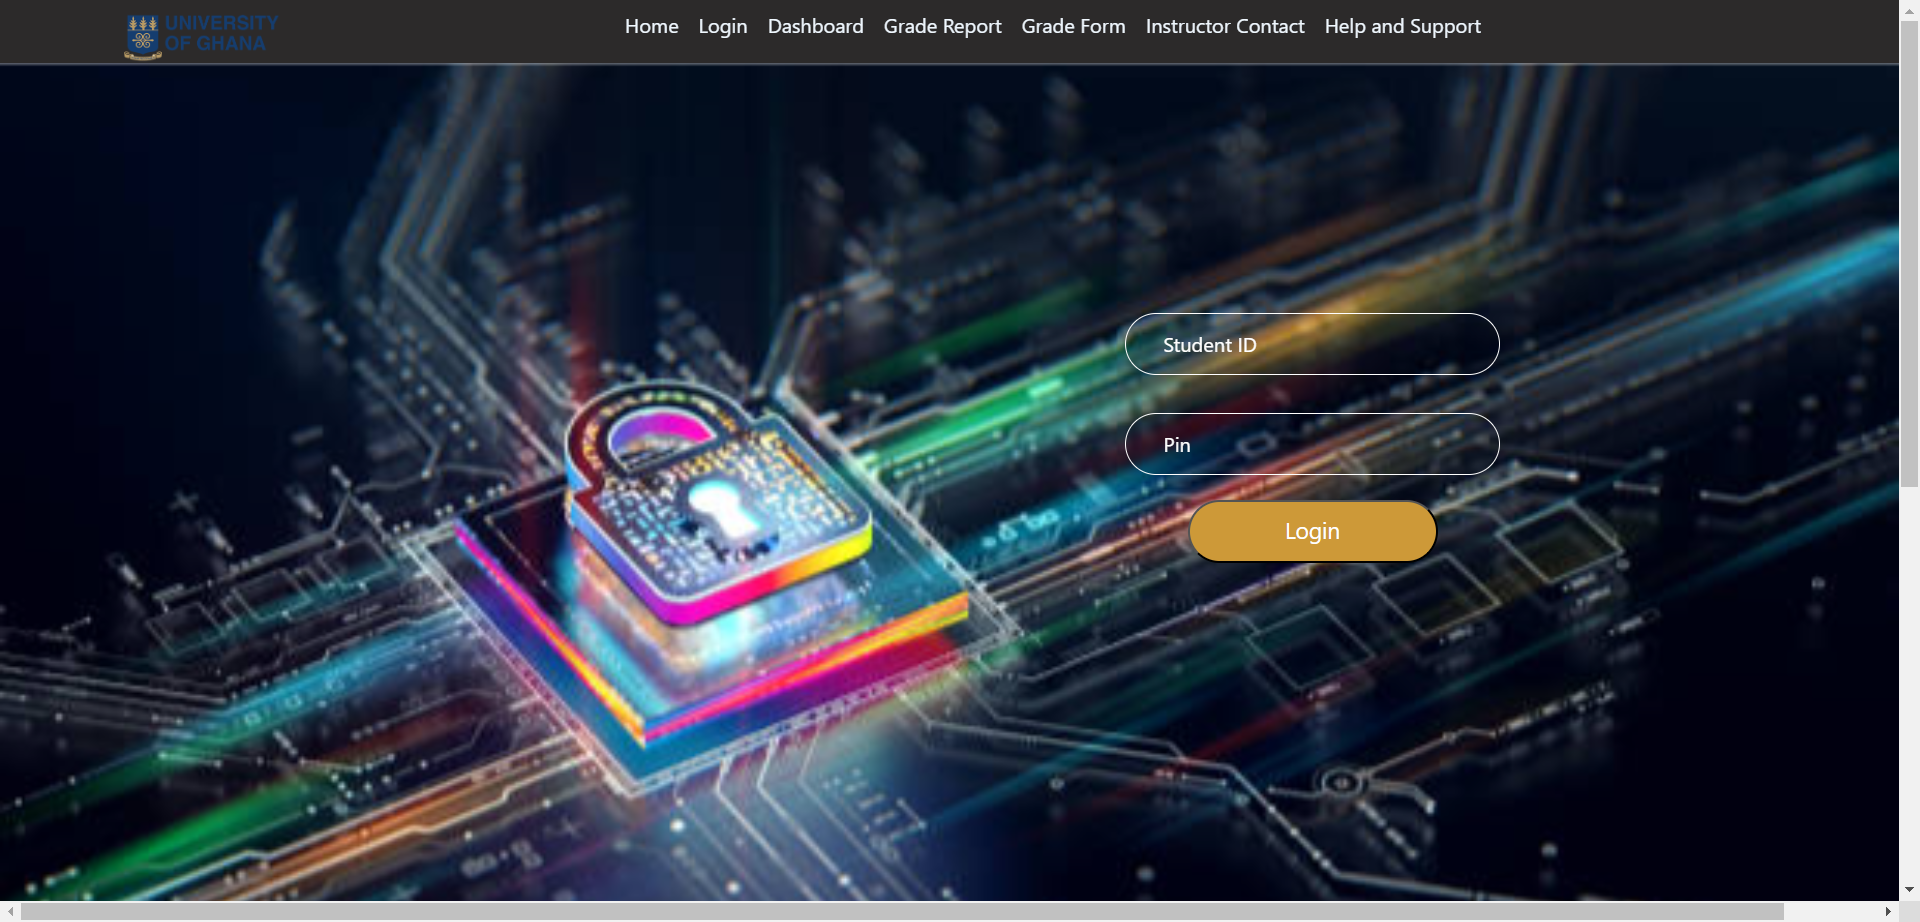 UNIVERSITY
OF GHANA
Home Login Dashboard Grade Report Grade Form Instructor Contact Help and Support
Student ID
Pin
Login